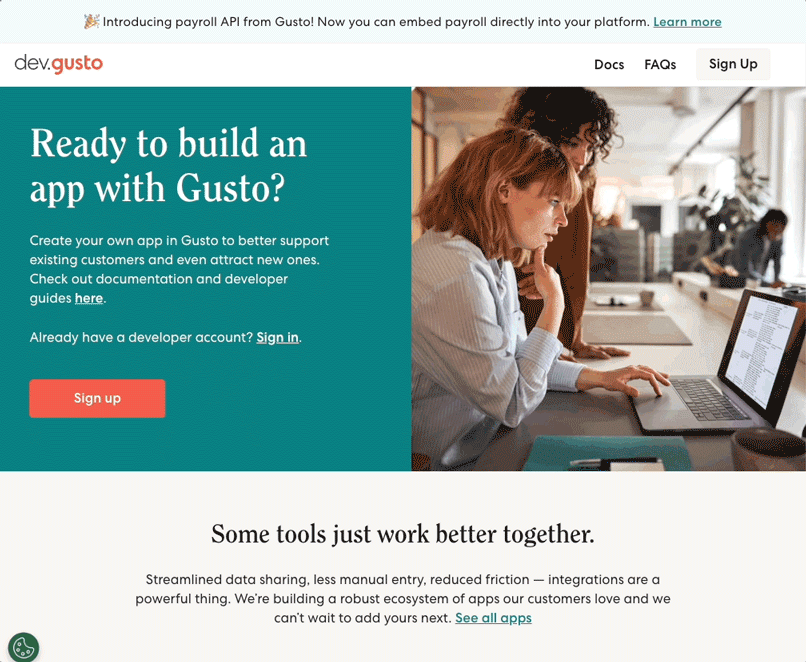 Introducing payroll API from Gusto! Now you can embed payroll directly into your platform. Learn more
dev.gusto
Docs FAQs Sign Up
Ready to build an
app with Gusto?
Create your own app in Gusto to better support
existing customers and even attract new ones.
Check out documentation and developer
guides here.
Already have a developer account? Sign in.
Sign up
Some tools just work better together.
Streamlined data sharing, less manual entry, reduced friction — integrations are a
powerful thing. We’re building a robust ecosystem of apps our customers love and we
can’t wait to add yours next. See all apps